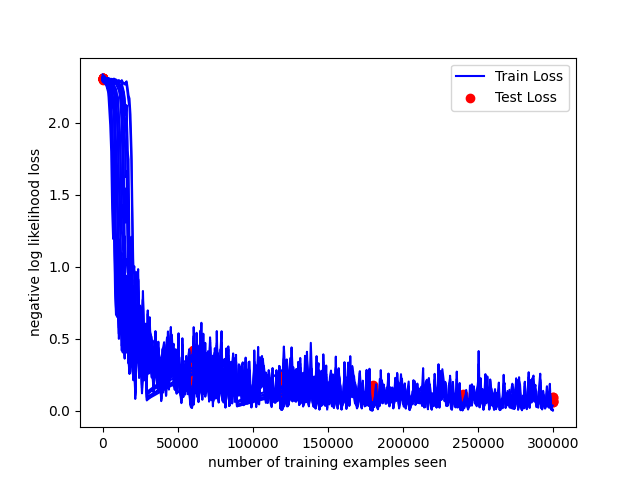 Train Loss
Test Loss
negative log likelihood loss
2.0
1.5
1.0
0.5
0.0
0 50000 100000 150000 200000 250000 300000
number of training examples seen